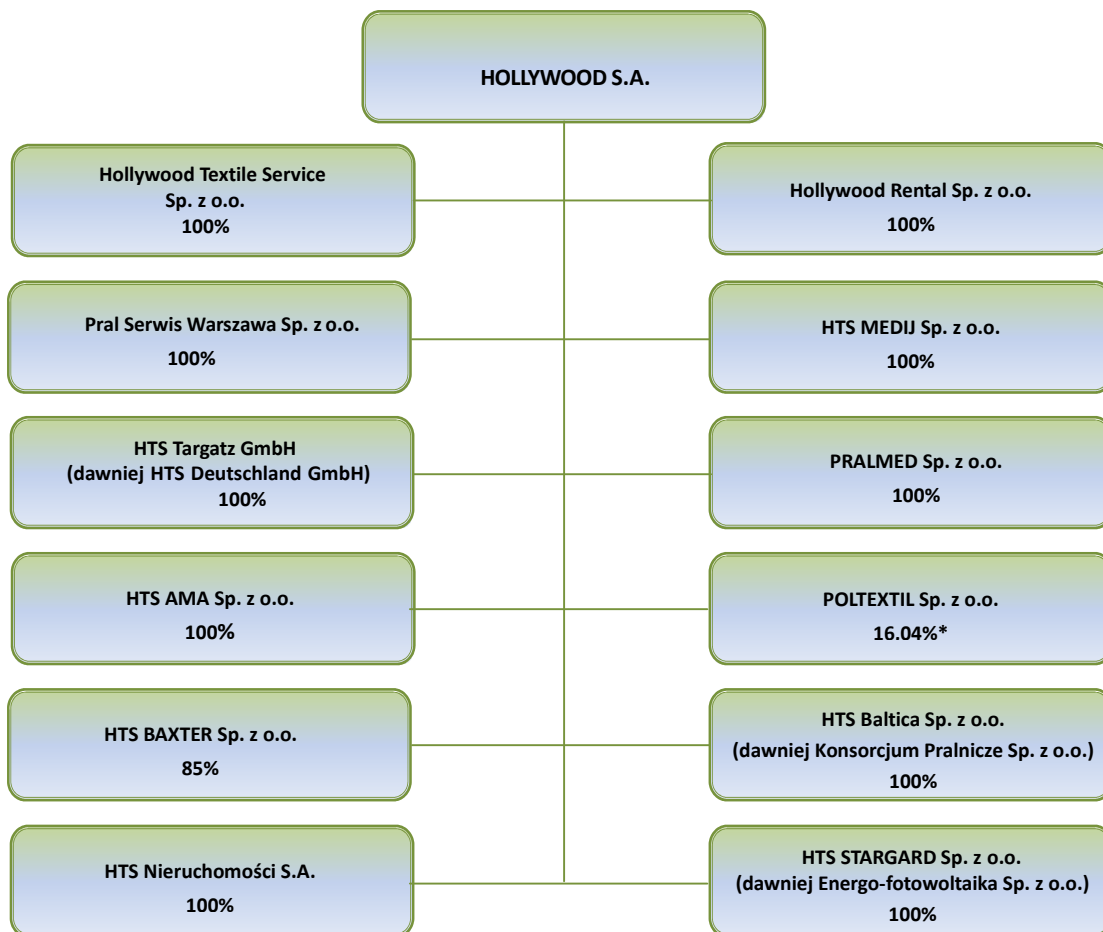 HOLLYWOOD S.A.
Hollywood Textile Service
Sp. z o.o.
100%
Hollywood Rental Sp. z o.o.
100%
Pral Serwis Warszawa Sp. z o.o.
100%
HTS MEDIJ Sp. z o.o.
100%
HTS Targatz GmbH
(dawniej HTS Deutschland GmbH)
100%
PRALMED Sp. z o.o.
100%
HTS AMA Sp. z o.o.
100%
POLTEXTIL Sp. z o.o.
16.04%*
HTS BAXTER Sp. z o.o.
85%
HTS Baltica Sp. z o.o.
(dawniej Konsorcjum Pralnicze Sp. z o.o.)
100%
HTS Nieruchomości S.A.
100%
HTS STARGARD Sp. z o.o.
(dawniej Energo-fotowoltaika Sp. z o.o.)
100%